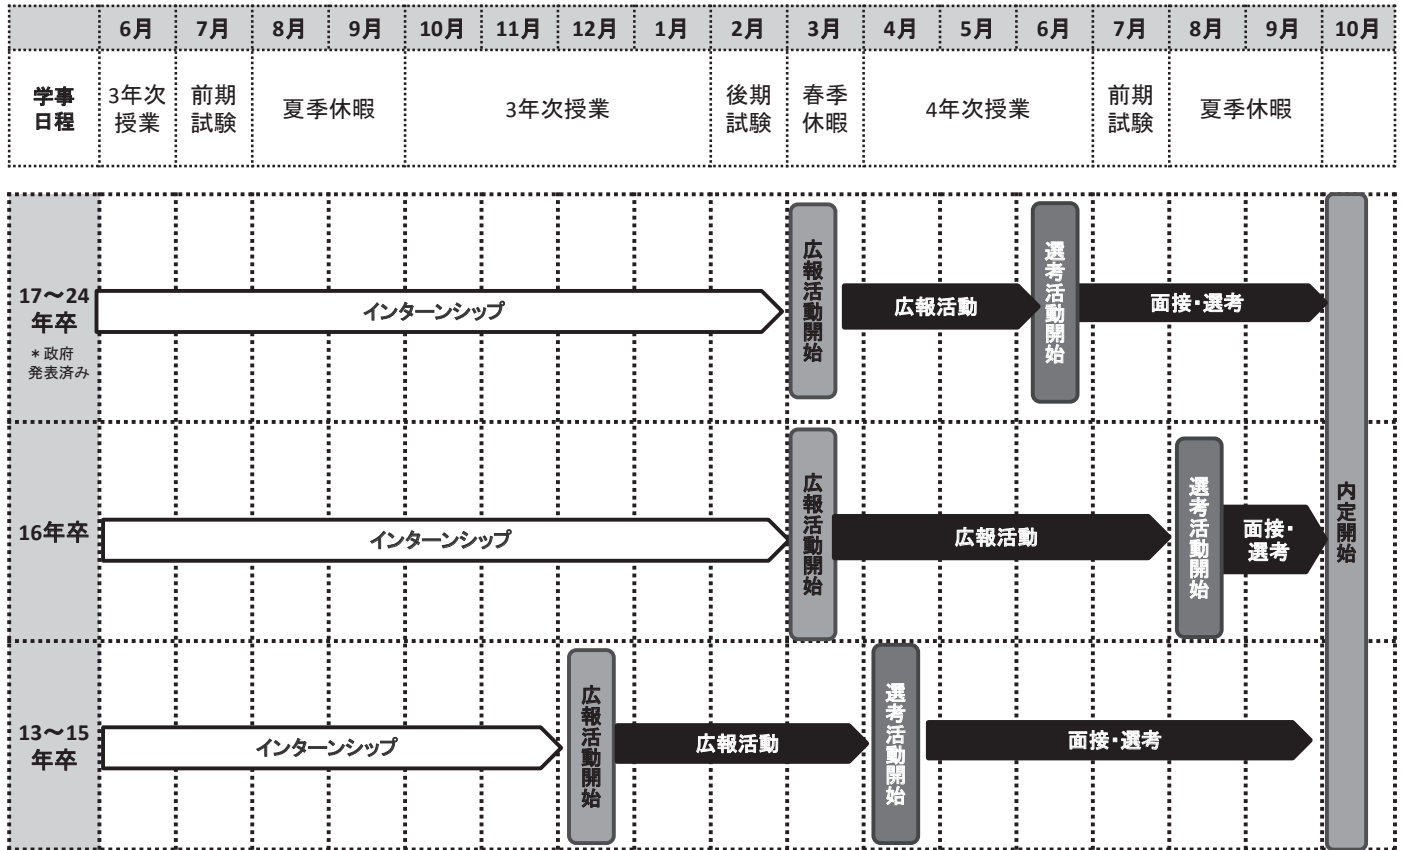 6月 7月 8月 9月 10月 11月 12月 1月 2月 3月 4月 5月 6月 7月 8月 9月 10月
学事
日程
3年次
授業
前期
試験
夏季休暇
3年次授業
後期
試験
春季
休暇
4年次授業
前期
試験
夏季休暇
17〜24
年卒
＊政府
発表済み
インターンシップ
広報活動開始
広報活動
選考活動開始
面接・選考
16年卒
インターンシップ
広報活動開始
広報活動
選考活動開始
面接・
選考
13〜15
年卒
インターンシップ
広報活動開始
広報活動
選考活動開始
面接・選考
内定開始